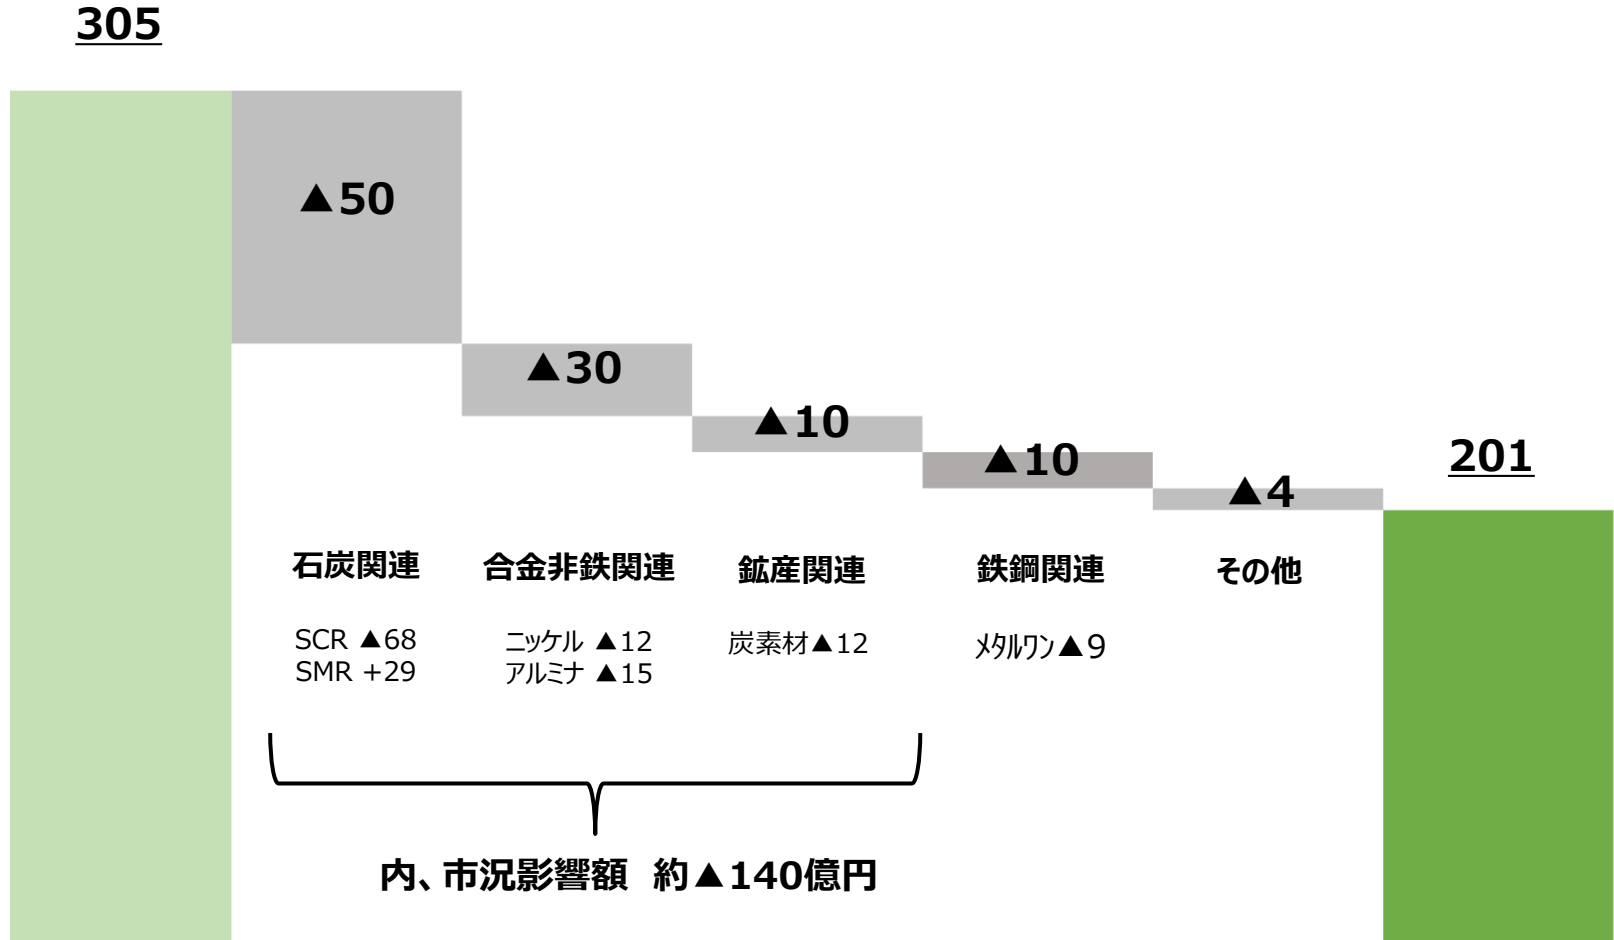 305
▲50
▲30
▲10
▲10
▲4
201
石炭関連
合金非鉄関連
鉱産関連
鉄鋼関連
その他
SCR ▲68
SMR +29
ニッケル ▲12
アルミナ ▲15
炭素材▲12
メタルワン▲9
内、市況影響額 約▲140億円